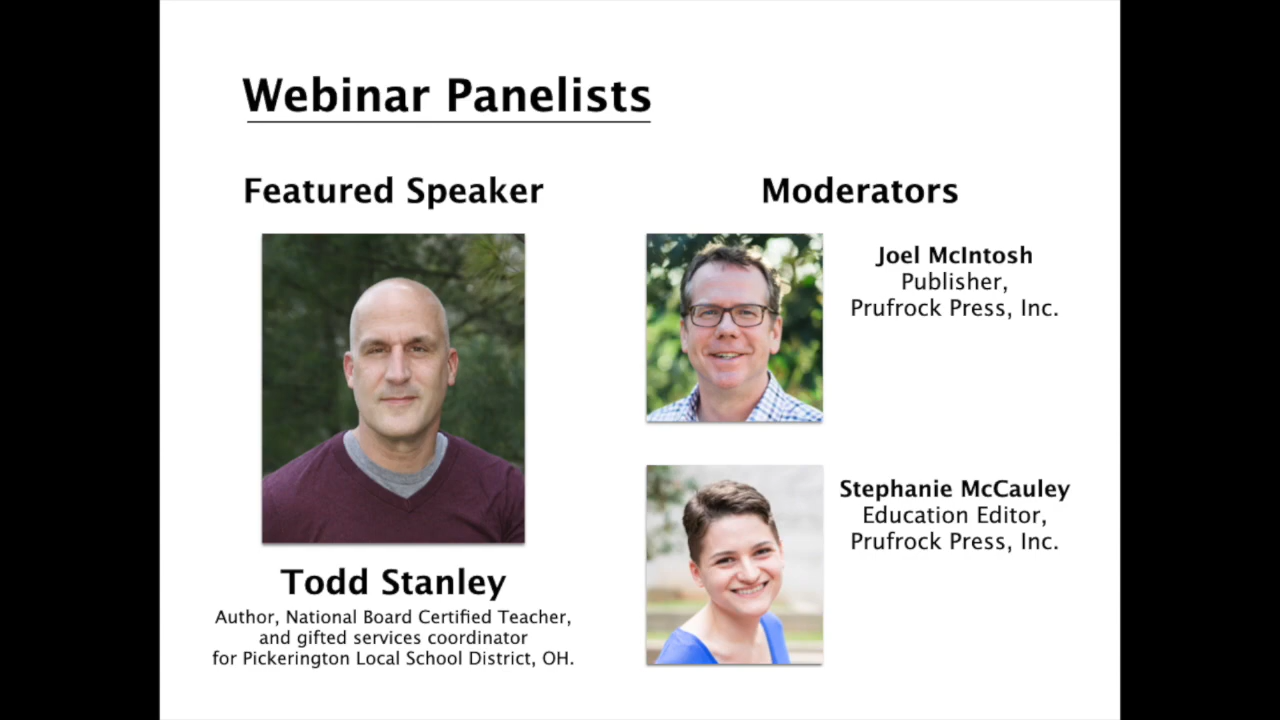 Webinar Panelists
Featured Speaker
Todd Stanley
Author, National Board Certified Teacher,
and gifted services coordinator
for Pickerington Local School District, OH.
Moderators
Joel McIntosh
Publisher,
Prufrock Press, Inc.
Stephanie McCauley
Education Editor,
Prufrock Press, Inc.